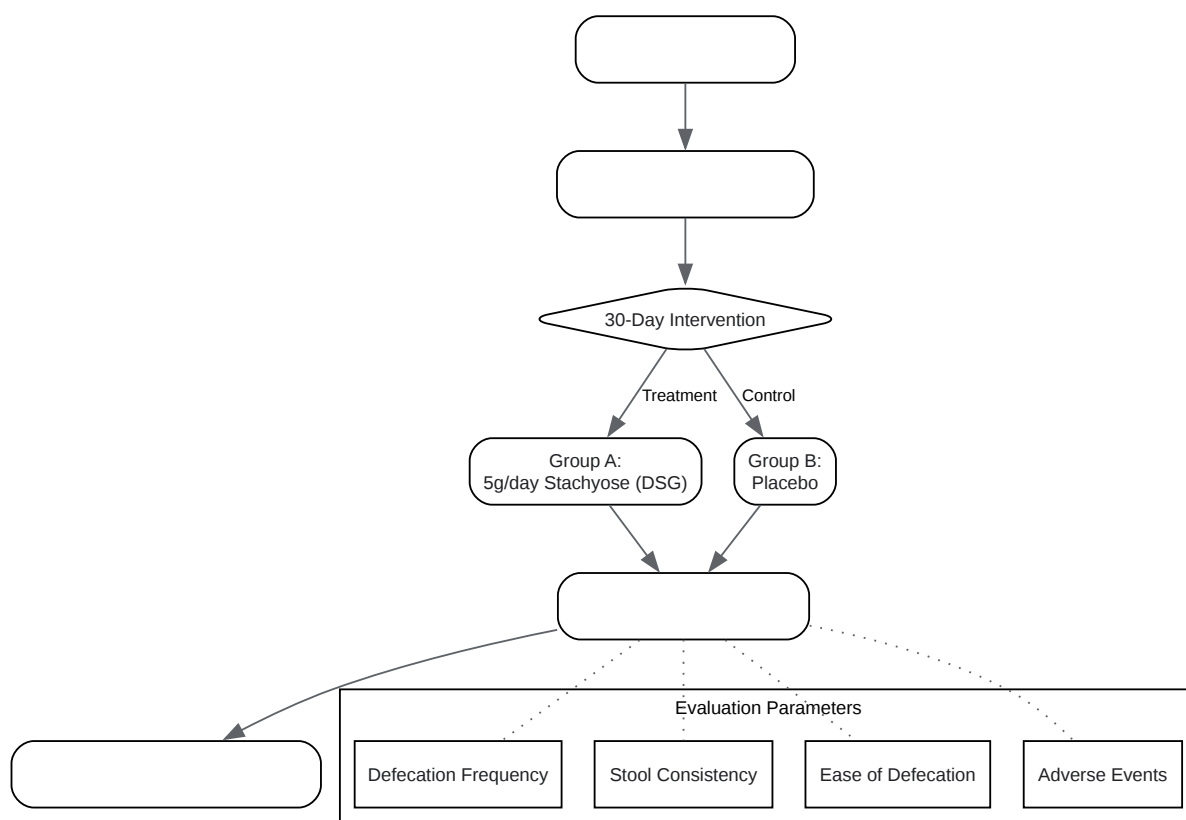 30-Day Intervention
Treatment
Control
Group A:
5g/day Stachyose (DSG)
Group B:
Placebo
Evaluation Parameters
Defecation Frequency
Stool Consistency
Ease of Defecation
Adverse Events